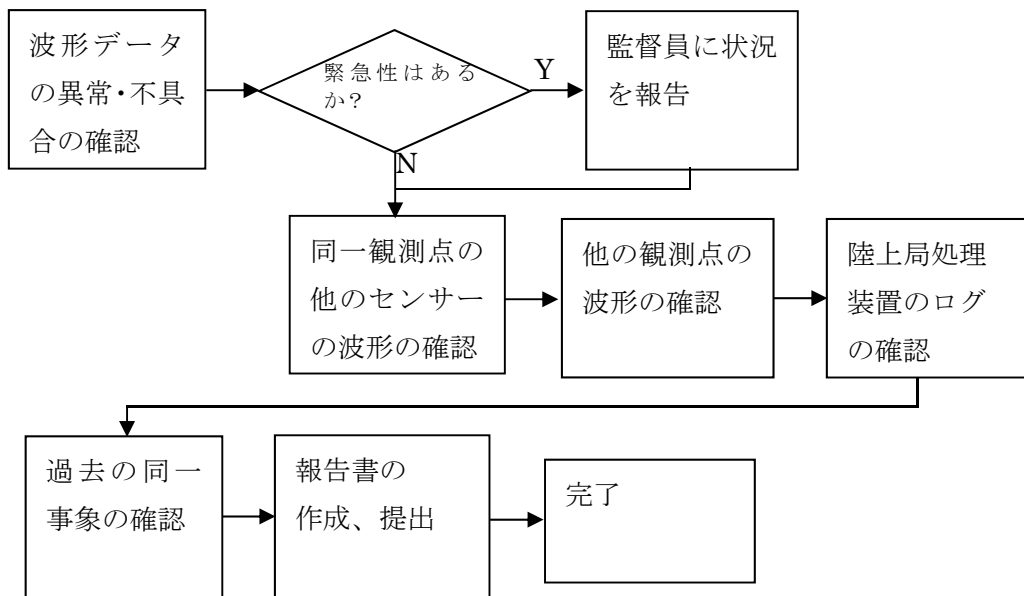 波形データ
の異常・不具
合の確認
緊急性はある
か？
Y
監督員に状況
を報告
N
同一観測点の
他のセンサー
の波形の確認
他の観測点の
波形の確認
陸上局処理
装置のログ
の確認
過去の同一
事象の確認
報告書の
作成、提出
完了